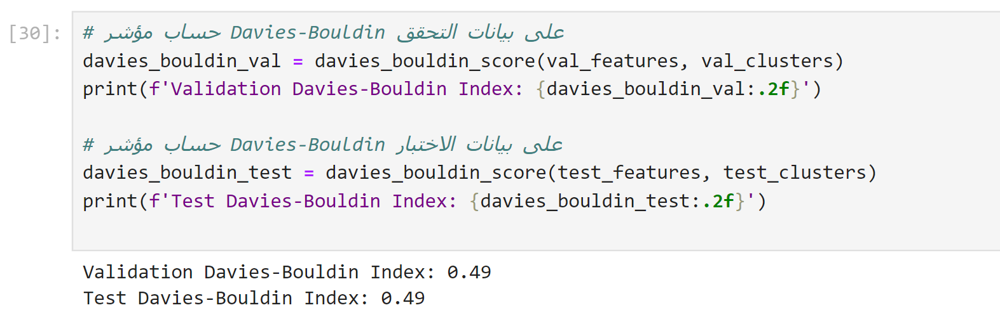 [30]:
# حساب مؤشر Davies-Bouldin على بيانات التحقق
davies_bouldin_val = davies_bouldin_score(val_features, val_clusters)
print(f'Validation Davies-Bouldin Index: {davies_bouldin_val:.2f}')
# حساب مؤشر Davies-Bouldin على بيانات الاختبار
davies_bouldin_test = davies_bouldin_score(test_features, test_clusters)
print(f'Test Davies-Bouldin Index: {davies_bouldin_test:.2f}')
Validation Davies-Bouldin Index: 0.49
Test Davies-Bouldin Index: 0.49